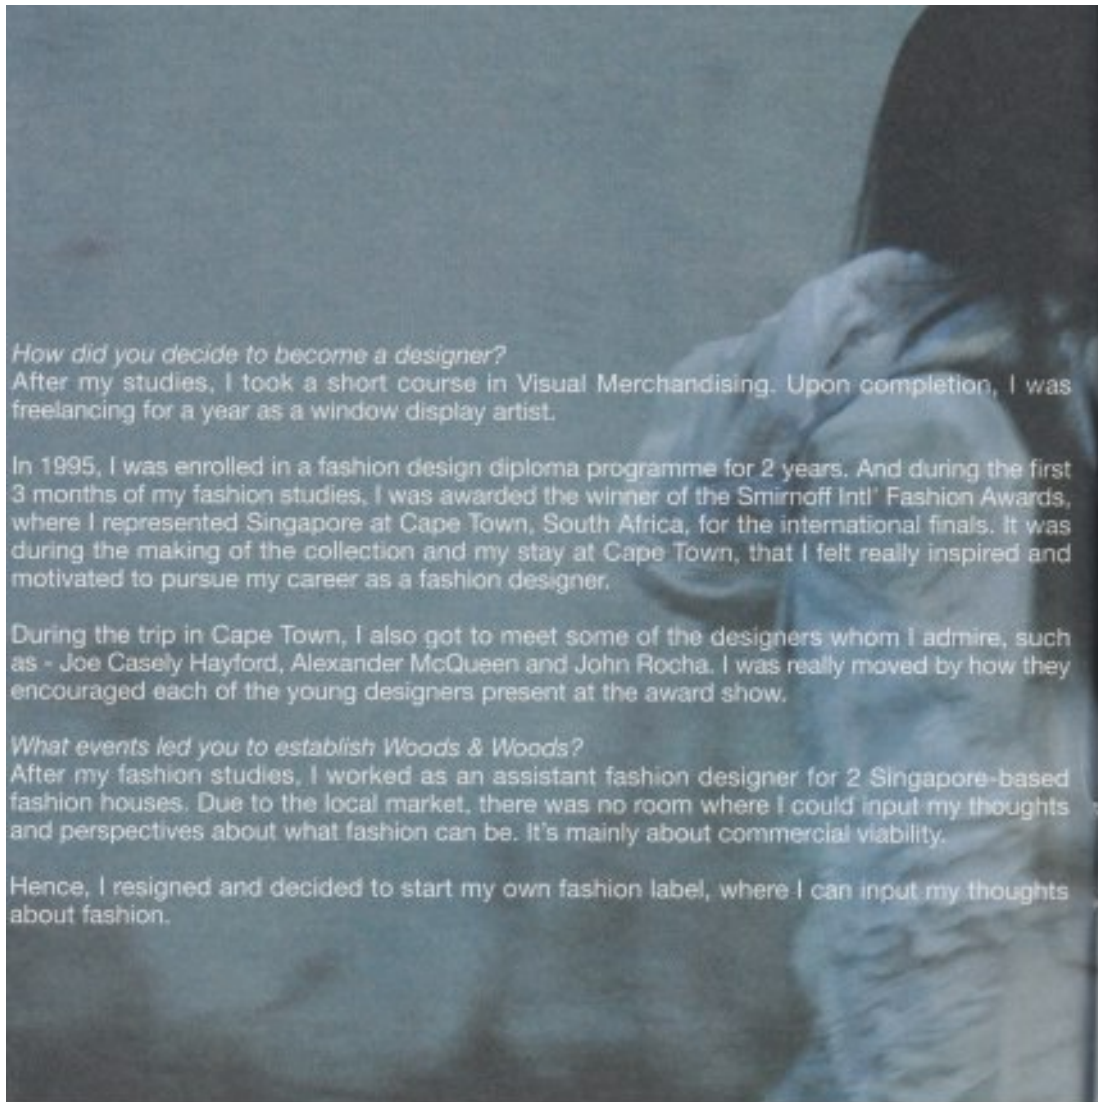 How did you decide to become a designer?
After my studies, I took a short course in Visual Merchandising. Upon completion, I was
freelancing for a year as a window display artist.
In 1995, I was enrolled in a fashion design diploma programme for 2 years. And during the first
3 months of my fashion studies, I was awarded the winner of the Smirnoff Intl' Fashion Awards,
where I represented Singapore at Cape Town, South Africa, for the international finals. It was
during the making of the collection and my stay at Cape Town, that I felt really inspired and
motivated to pursue my career as a fashion designer.
During the trip in Cape Town, I also got to meet some of the designers whom I admire, such
as - Joe Casely Hayford, Alexander McQueen and John Rocha. I was really moved by how they
encouraged each of the young designers present at the award show.
What events led you to establish Woods & Woods?
After my fashion studies, I worked as an assistant fashion designer for 2 Singapore-based
fashion houses. Due to the local market, there was no room where I could input my thoughts
and perspectives about what fashion can be. It's mainly about commercial viability.
Hence, I resigned and decided to start my own fashion label, where I can input my thoughts
about fashion.